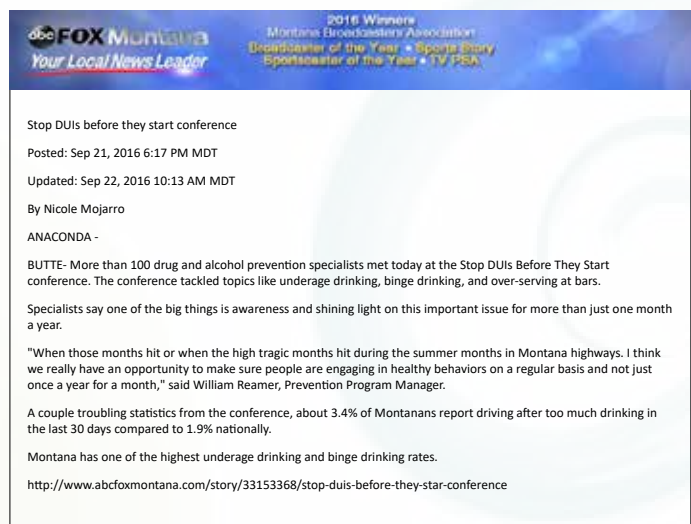 abc FOX Montana
Your Local News Leader
2016 Winners
Montana Broadcasters Association
Broadcaster of the Year • Sports Story
Sportscaster of the Year • TV PSA
Stop DUIs before they start conference
Posted: Sep 21, 2016 6:17 PM MDT
Updated: Sep 22, 2016 10:13 AM MDT
By Nicole Mojarro
ANACONDA -
BUTTE- More than 100 drug and alcohol prevention specialists met today at the Stop DUIs Before They Start
conference. The conference tackled topics like underage drinking, binge drinking, and over-serving at bars.
Specialists say one of the big things is awareness and shining light on this important issue for more than just one month
a year.
"When those months hit or when the high tragic months hit during the summer months in Montana highways. I think
we really have an opportunity to make sure people are engaging in healthy behaviors on a regular basis and not just
once a year for a month," said William Reamer, Prevention Program Manager.
A couple troubling statistics from the conference, about 3.4% of Montanans report driving after too much drinking in
the last 30 days compared to 1.9% nationally.
Montana has one of the highest underage drinking and binge drinking rates.
http://www.abcfoxmontana.com/story/33153368/stop-duis-before-they-star-conference